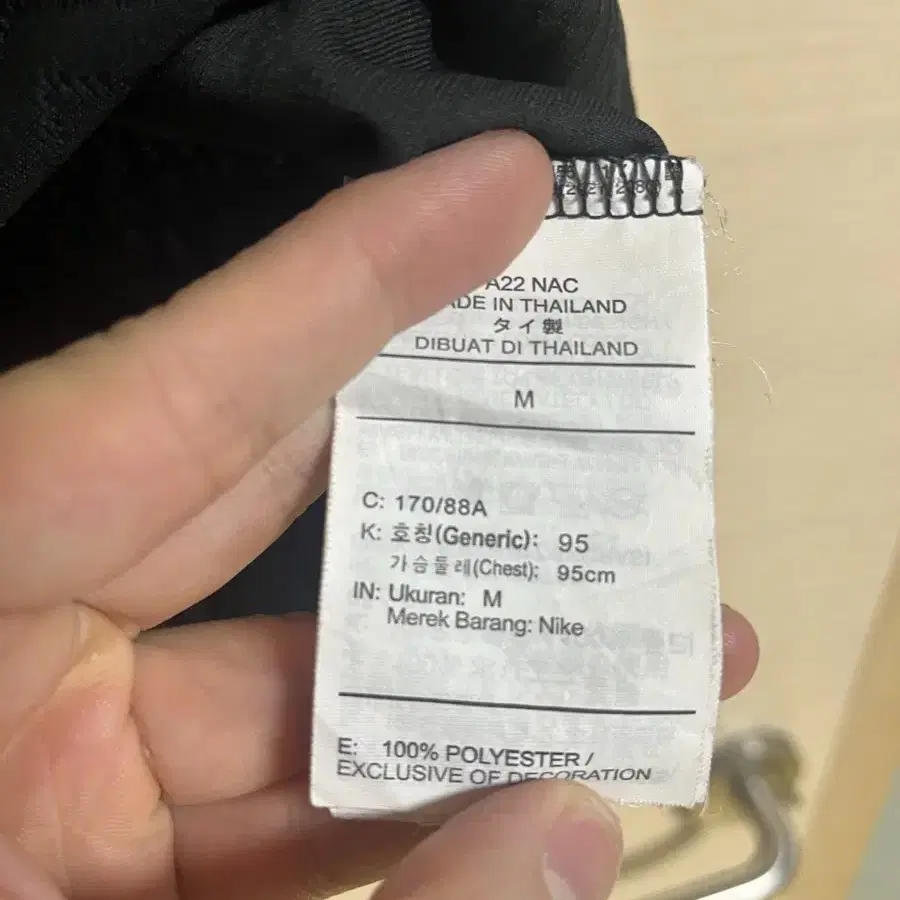 A22 NAC
MADE IN THAILAND
タイ製
DIBUAT DI THAILAND
M
C: 170/88A
K: 호칭(Generic): 95
가슴둘레(Chest): 95cm
IN: Ukuran: M
Merek Barang: Nike
E: 100% POLYESTER /
EXCLUSIVE OF DECORATION